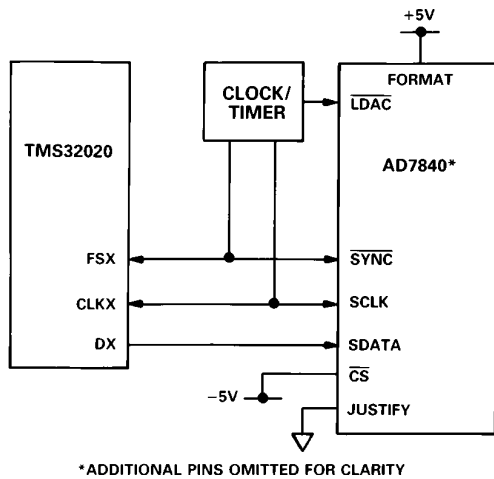 +5V
FORMAT
CLOCK/
TIMER
LDAC
TMS32020
AD7840*
FSX
SYNC
CLKX
SCLK
DX
SDATA
CS
−5V
JUSTIFY
*ADDITIONAL PINS OMITTED FOR CLARITY